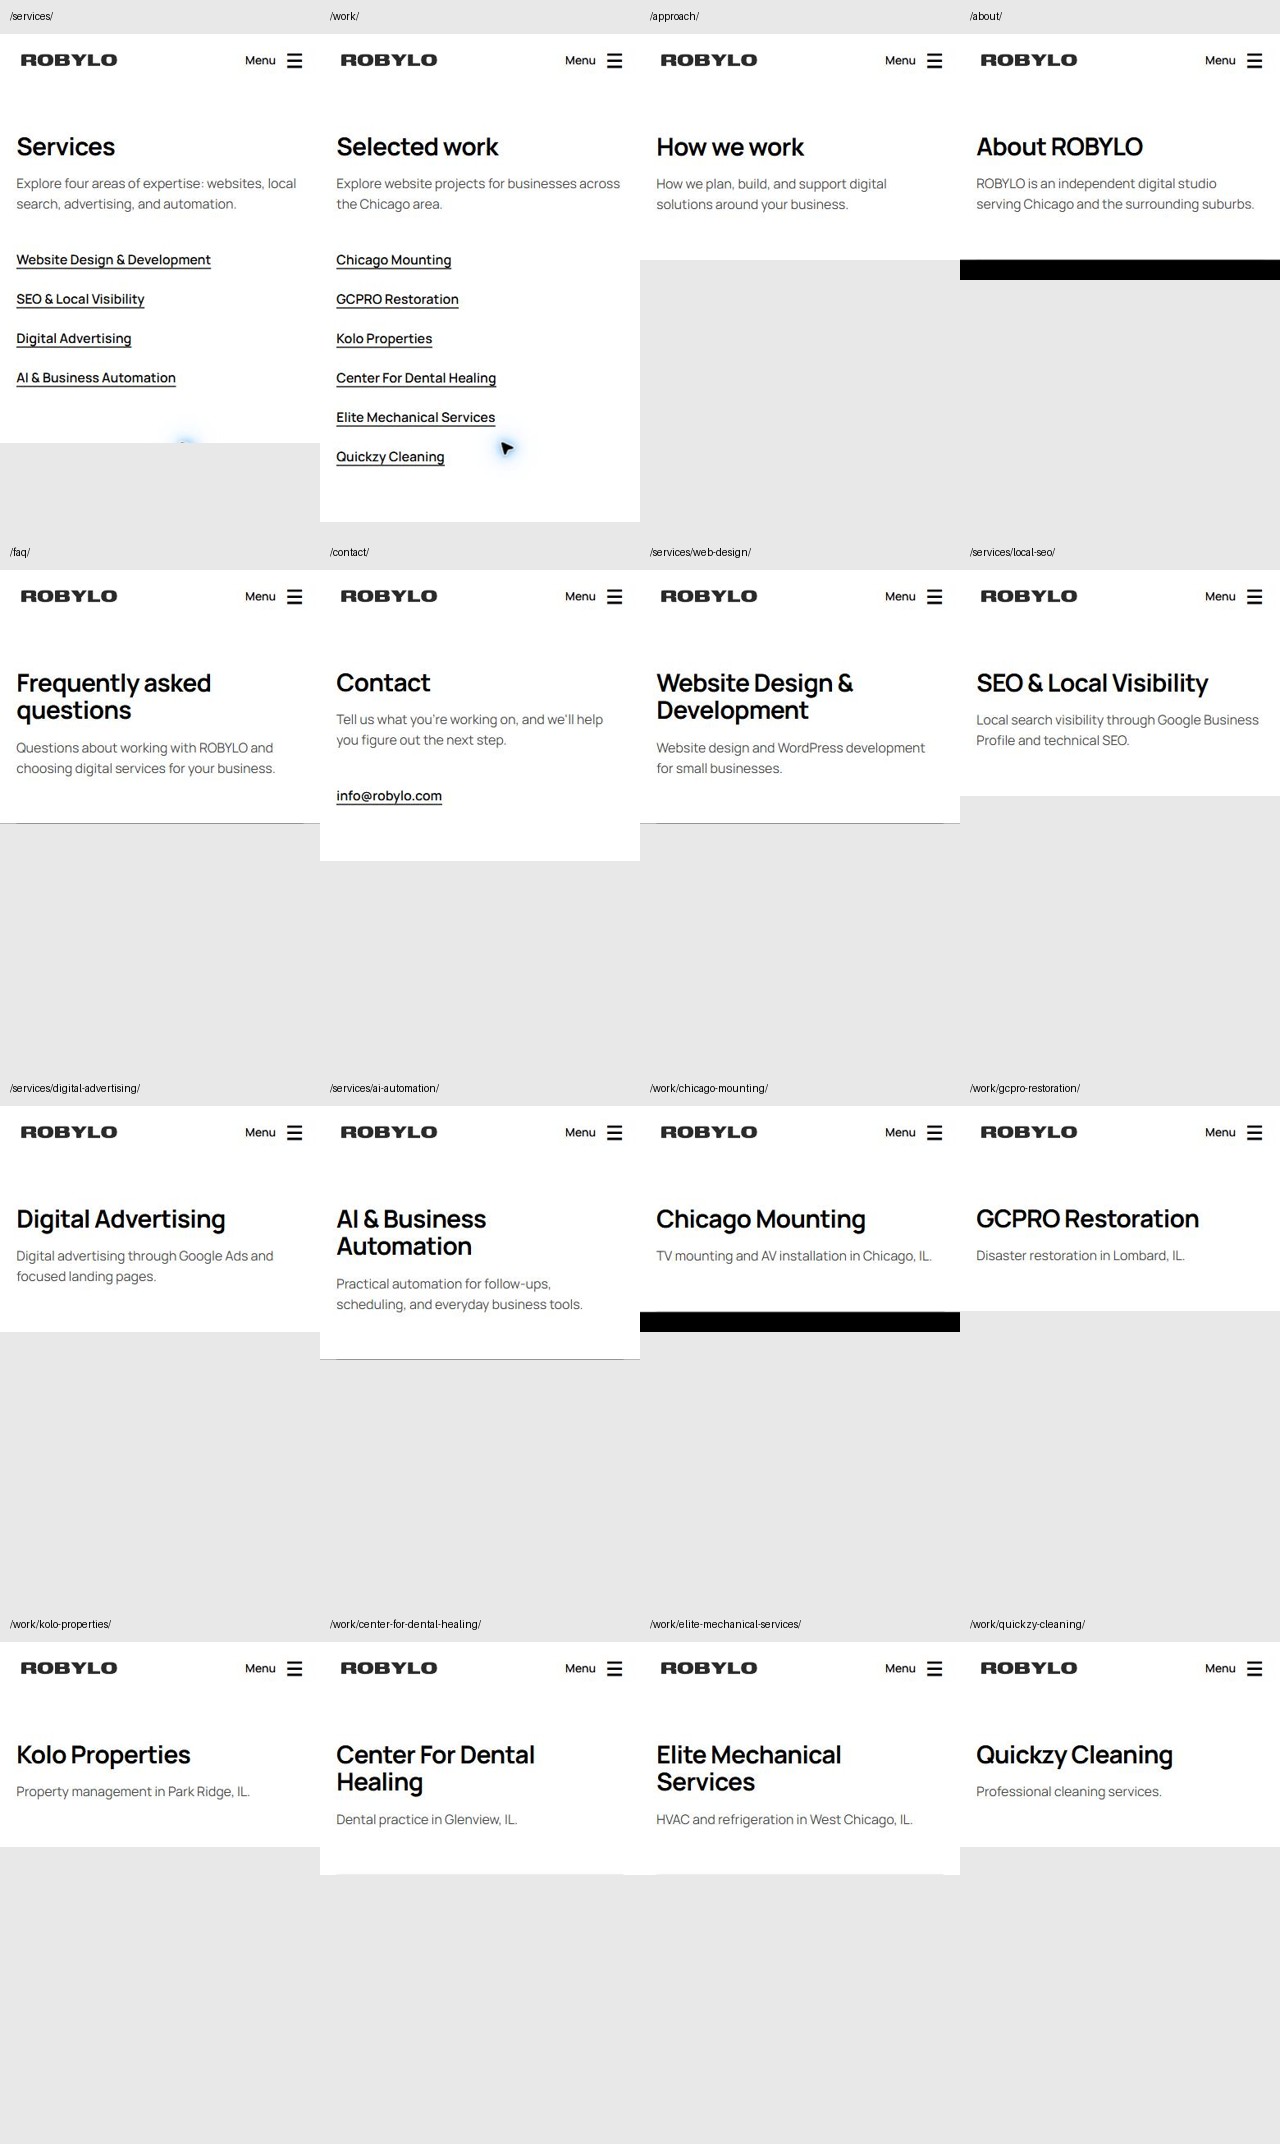 /services/
/work/
/approach/
/about/
ROBYLO
Menu
ROBYLO
Menu
ROBYLO
Menu
ROBYLO
Menu
Services
Explore four areas of expertise: websites, local
search, advertising, and automation.
Website Design & Development
SEO & Local Visibility
Digital Advertising
AI & Business Automation
Selected work
Explore website projects for businesses across
the Chicago area.
Chicago Mounting
GCPRO Restoration
Kolo Properties
Center For Dental Healing
Elite Mechanical Services
Quickzy Cleaning
How we work
How we plan, build, and support digital
solutions around your business.
About ROBYLO
ROBYLO is an independent digital studio
serving Chicago and the surrounding suburbs.
/faq/
/contact/
/services/web-design/
/services/local-seo/
ROBYLO
Menu
ROBYLO
Menu
ROBYLO
Menu
ROBYLO
Menu
Frequently asked
questions
Questions about working with ROBYLO and
choosing digital services for your business.
Contact
Tell us what you're working on, and we'll help
you figure out the next step.
info@robylo.com
Website Design &
Development
Website design and WordPress development
for small businesses.
SEO & Local Visibility
Local search visibility through Google Business
Profile and technical SEO.
/services/digital-advertising/
/services/ai-automation/
/work/chicago-mounting/
/work/gcpro-restoration/
ROBYLO
Menu
ROBYLO
Menu
ROBYLO
Menu
ROBYLO
Menu
Digital Advertising
Digital advertising through Google Ads and
focused landing pages.
AI & Business
Automation
Practical automation for follow-ups,
scheduling, and everyday business tools.
Chicago Mounting
TV mounting and AV installation in Chicago, IL.
GCPRO Restoration
Disaster restoration in Lombard, IL.
/work/kolo-properties/
/work/center-for-dental-healing/
/work/elite-mechanical-services/
/work/quickzy-cleaning/
ROBYLO
Menu
ROBYLO
Menu
ROBYLO
Menu
ROBYLO
Menu
Kolo Properties
Property management in Park Ridge, IL.
Center For Dental
Healing
Dental practice in Glenview, IL.
Elite Mechanical
Services
HVAC and refrigeration in West Chicago, IL.
Quickzy Cleaning
Professional cleaning services.